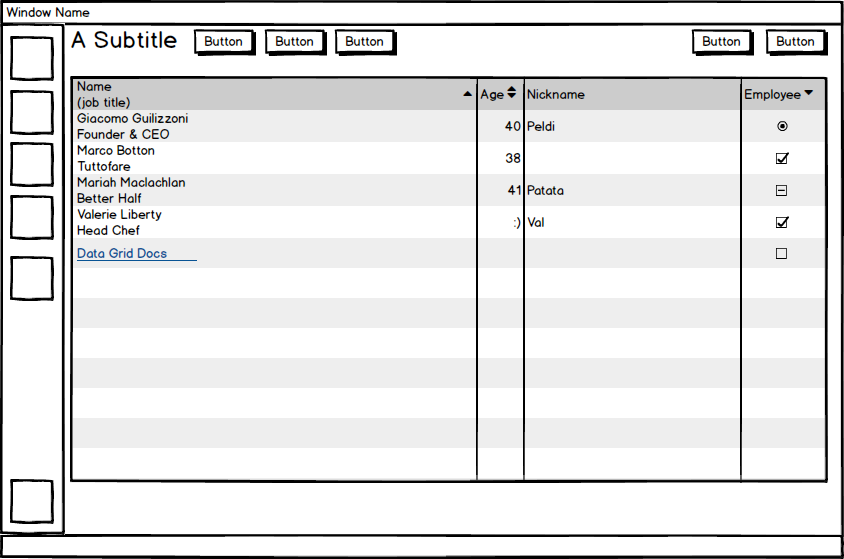 Window Name
A Subtitle
Button
Button
Button
Button
Button
Name
(job title)
Age
Nickname
Employee
Giacomo Guilizzoni
Founder & CEO
40
Peldi
Marco Botton
Tuttofare
38
Mariah Maclachlan
Better Half
41
Patata
Valerie Liberty
Head Chef
:)
Val
Data Grid Docs